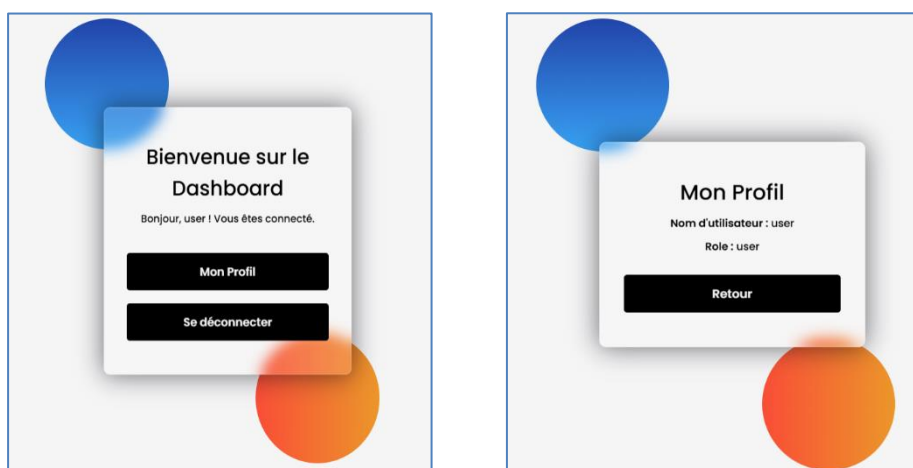 Bienvenue sur le
Dashboard
Bonjour, user ! Vous êtes connecté.
Mon Profil
Se déconnecter
Mon Profil
Nom d'utilisateur : user
Role : user
Retour